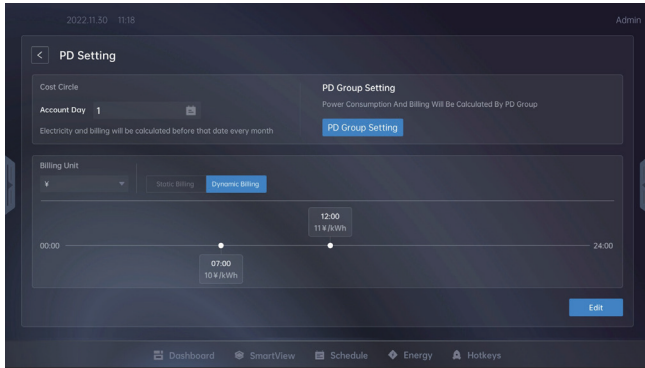 2022.11.30 11:18
Admin
PD Setting
Cost Circle
Account Day 1
Electricity and billing will be calculated before that date every month
PD Group Setting
Power Consumption And Billing Will Be Calculated By PD Group
PD Group Setting
Billing Unit
¥
Static Billing
Dynamic Billing
12:00
11¥/kWh
00:00
24:00
07:00
10¥/kWh
Edit
Dashboard
SmartView
Schedule
Energy
Hotkeys